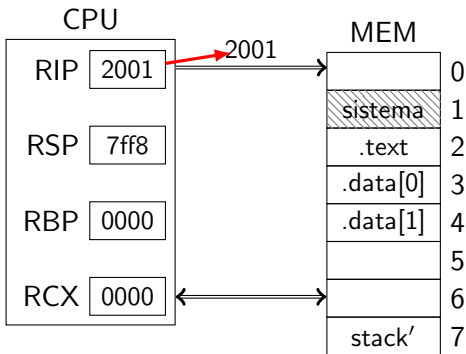 CPU
2001
MEM
RIP 2001
0
sistema 1
RSP 7ff8
.text 2
.data[0] 3
RBP 0000
.data[1] 4
5
RCX 0000
6
stack′ 7